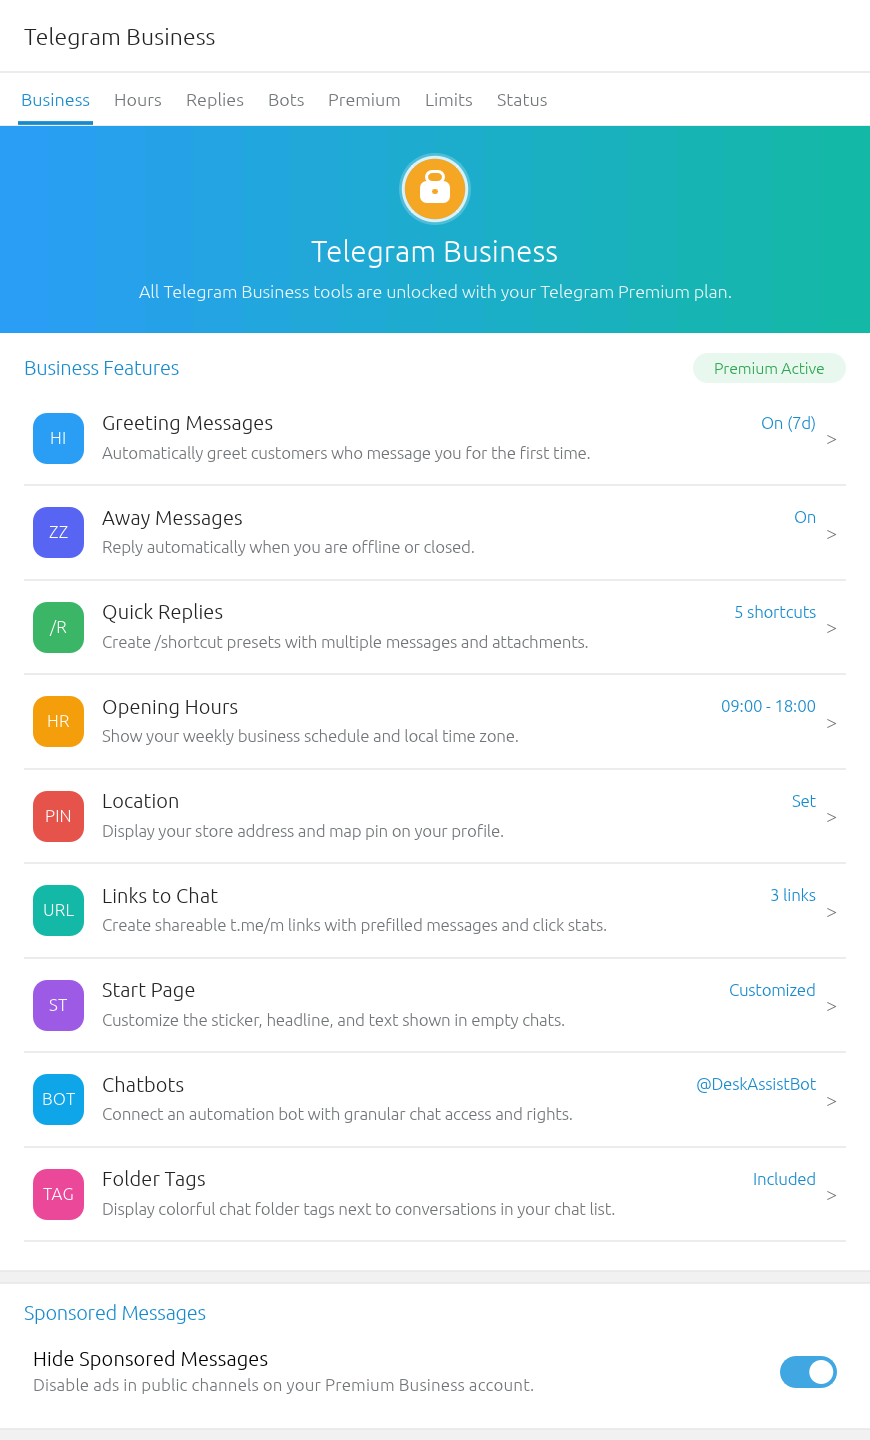 Telegram Business
Business Hours Replies Bots Premium Limits Status
Telegram Business
All Telegram Business tools are unlocked with your Telegram Premium plan.
Business Features Premium Active
HI Greeting Messages On (7d) >
Automatically greet customers who message you for the first time.
ZZ Away Messages On >
Reply automatically when you are offline or closed.
/R Quick Replies 5 shortcuts >
Create /shortcut presets with multiple messages and attachments.
HR Opening Hours 09:00 - 18:00 >
Show your weekly business schedule and local time zone.
PIN Location Set >
Display your store address and map pin on your profile.
URL Links to Chat 3 links >
Create shareable t.me/m links with prefilled messages and click stats.
ST Start Page Customized >
Customize the sticker, headline, and text shown in empty chats.
BOT Chatbots @DeskAssistBot >
Connect an automation bot with granular chat access and rights.
TAG Folder Tags Included >
Display colorful chat folder tags next to conversations in your chat list.
Sponsored Messages
Hide Sponsored Messages
Disable ads in public channels on your Premium Business account.